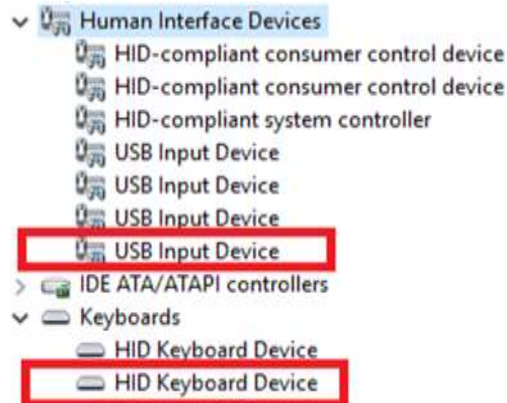 Human Interface Devices
HID-compliant consumer control device
HID-compliant consumer control device
HID-compliant system controller
USB Input Device
USB Input Device
USB Input Device
USB Input Device
IDE ATA/ATAPI controllers
Keyboards
HID Keyboard Device
HID Keyboard Device